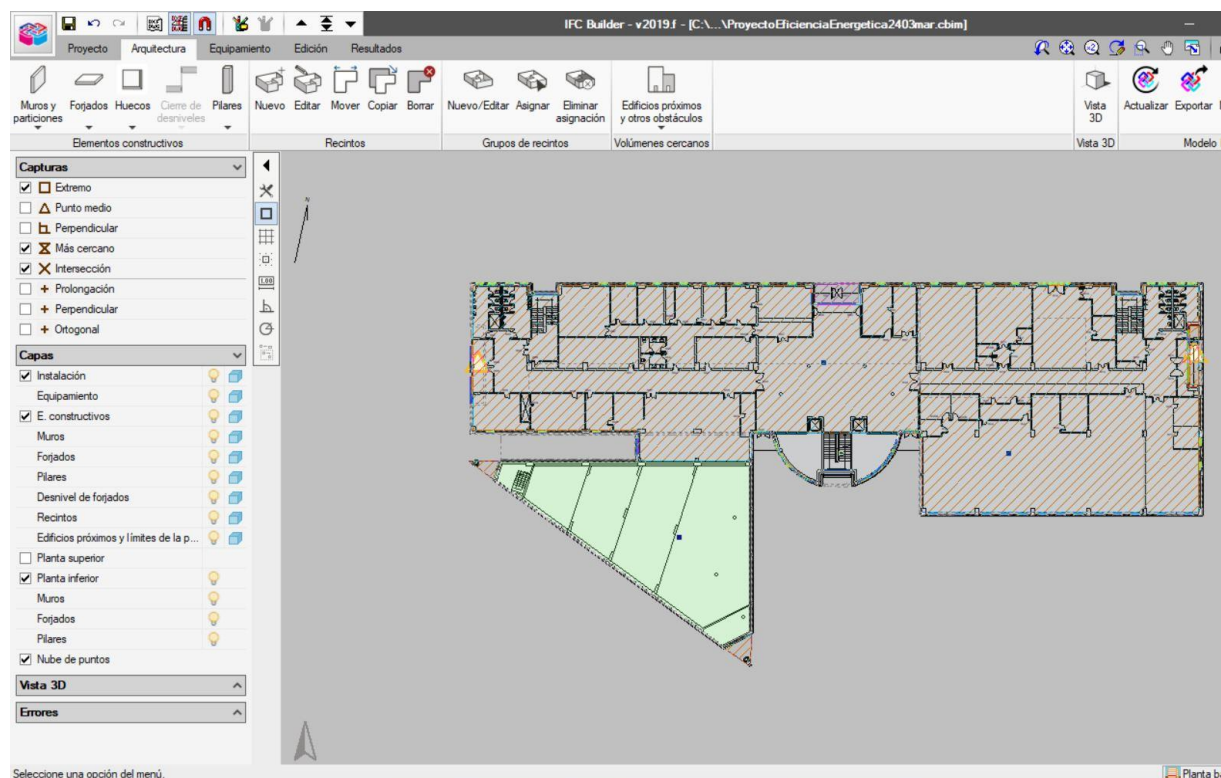 IFC Builder - v2019.f - [C:\...\ProyectoEficienciaEnergetica2403mar.cbim]
Proyecto Arquitectura Equipamiento Edición Resultados
Muros y particiones Forjados Huecos Cierre de desniveles Pilares Nuevo Editar Mover Copiar Borrar Nuevo/Editar Asignar Eliminar asignación Edificios próximos y otros obstáculos Vista 3D Actualizar Exportar
Elementos constructivos Recintos Grupos de recintos Volúmenes cercanos Vista 3D Modelo
Capturas
Extremo
Punto medio
Perpendicular
Más cercano
Intersección
Prolongación
Perpendicular
Ortogonal
Capas
Instalación
Equipamiento
E. constructivos
Muros
Forjados
Pilares
Desnivel de forjados
Recintos
Edificios próximos y límites de la p...
Planta superior
Planta inferior
Muros
Forjados
Pilares
Nube de puntos
Vista 3D
Errores
1.00
N
Seleccione una opción del menú.
Planta ba